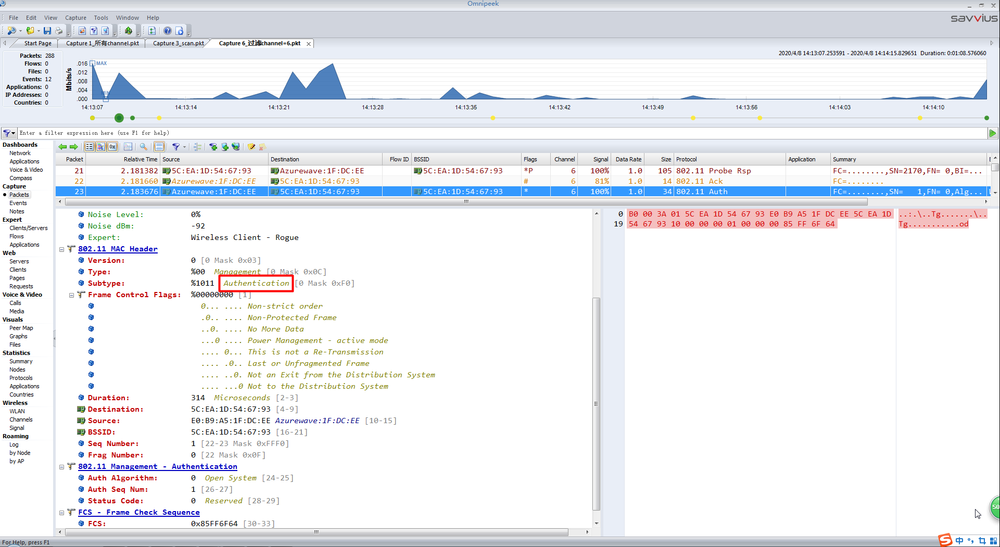 Omnipeek
File Edit View Capture Tools Window Help
savvius
Start Page Capture 1_所有channel.pkt Capture 3_scan.pkt Capture 6_过滤channel=6.pkt
2020/4/8 14:13:07.253591 - 2020/4/8 14:14:15.829651 Duration: 0:01:08.576060
Packets: 288
Flows: 0
Files: 0
Events: 12
Applications: 0
IP Addresses: 0
Countries: 0
Mbits/s
.016 MAX
.012
.008
.004
MIN
.000
14:13:07 14:13:14 14:13:21 14:13:28 14:13:35 14:13:42 14:13:49 14:13:56 14:14:03 14:14:10
Enter a filter expression here (use F1 for help)
Dashboards
Network
Applications
Voice & Video
Compass
Capture
Packets
Events
Notes
Expert
Clients/Servers
Flows
Applications
Web
Servers
Clients
Pages
Requests
Voice & Video
Calls
Media
Visuals
Peer Map
Graphs
Files
Statistics
Summary
Nodes
Protocols
Applications
Countries
Wireless
WLAN
Channels
Signal
Roaming
Log
by Node
by AP
0x
Packet Relative Time Source Destination Flow ID BSSID Flags Channel Signal Data Rate Size Protocol Application Summary E
21 2.181382 5C:EA:1D:54:67:93 Azurewave:1F:DC:EE 5C:EA:1D:54:67:93 *P 6 100% 1.0 105 802.11 Probe Rsp FC=........,SN=2170,FN= 0,BI=...
22 2.181660 Azurewave:1F:DC:EE 5C:EA:1D:54:67:93 # 6 81% 1.0 14 802.11 Ack FC=........
23 2.183676 Azurewave:1F:DC:EE 5C:EA:1D:54:67:93 5C:EA:1D:54:67:93 * 6 100% 1.0 34 802.11 Auth FC=........,SN= 1,FN= 0,Alg...
Noise Level: 0%
Noise dBm: -92
Expert: Wireless Client - Rogue
802.11 MAC Header
Version: 0 [0 Mask 0x03]
Type: %00 Management [0 Mask 0x0C]
Subtype: %1011 Authentication [0 Mask 0xF0]
Frame Control Flags: %00000000 [1]
0... .... Non-strict order
.0.. .... Non-Protected Frame
..0. .... No More Data
...0 .... Power Management - active mode
.... 0... This is not a Re-Transmission
.... .0.. Last or Unfragmented Frame
.... ..0. Not an Exit from the Distribution System
.... ...0 Not to the Distribution System
Duration: 314 Microseconds [2-3]
Destination: 5C:EA:1D:54:67:93 [4-9]
Source: E0:B9:A5:1F:DC:EE Azurewave:1F:DC:EE [10-15]
BSSID: 5C:EA:1D:54:67:93 [16-21]
Seq Number: 1 [22-23 Mask 0xFFF0]
Frag Number: 0 [22 Mask 0x0F]
802.11 Management - Authentication
Auth Algorithm: 0 Open System [24-25]
Auth Seq Num: 1 [26-27]
Status Code: 0 Reserved [28-29]
FCS - Frame Check Sequence
FCS: 0x85FF6F64 [30-33]
0 B0 00 3A 01 5C EA 1D 54 67 93 E0 B9 A5 1F DC EE 5C EA 1D ..:.\..Tg.......\..
19 54 67 93 10 00 00 00 01 00 00 00 85 FF 6F 64 Tg...........od
50
For Help, press F1
S 中